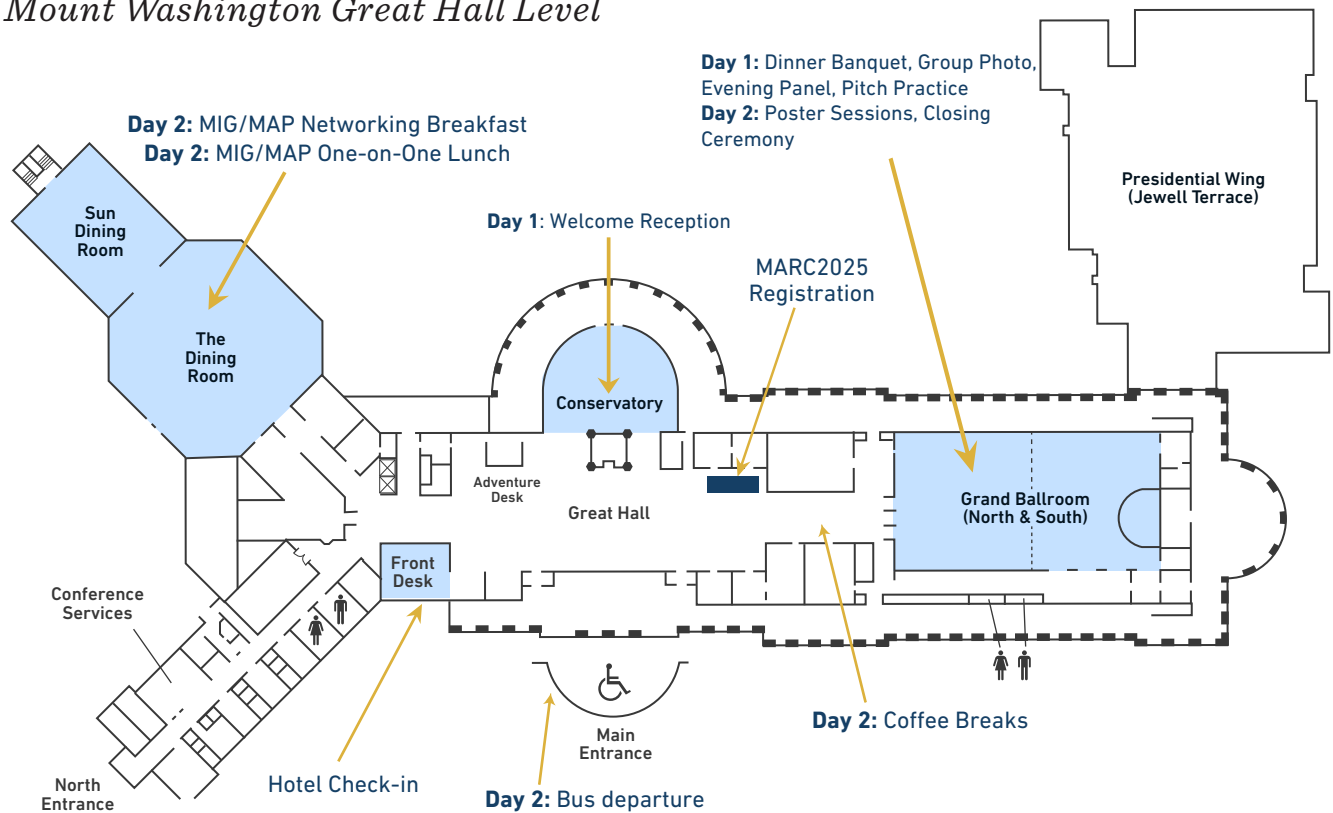 Mount Washington Great Hall Level
Day 1: Dinner Banquet, Group Photo,
Evening Panel, Pitch Practice
Day 2: Poster Sessions, Closing
Ceremony
Day 2: MIG/MAP Networking Breakfast
Day 2: MIG/MAP One-on-One Lunch
Presidential Wing
(Jewell Terrace)
Sun
Dining
Room
Day 1: Welcome Reception
MARC2025
Registration
The
Dining
Room
Conservatory
Adventure
Desk
Great Hall
Grand Ballroom
(North & South)
Front
Desk
Conference
Services
Day 2: Coffee Breaks
Main
Entrance
North
Entrance
Hotel Check-in
Day 2: Bus departure